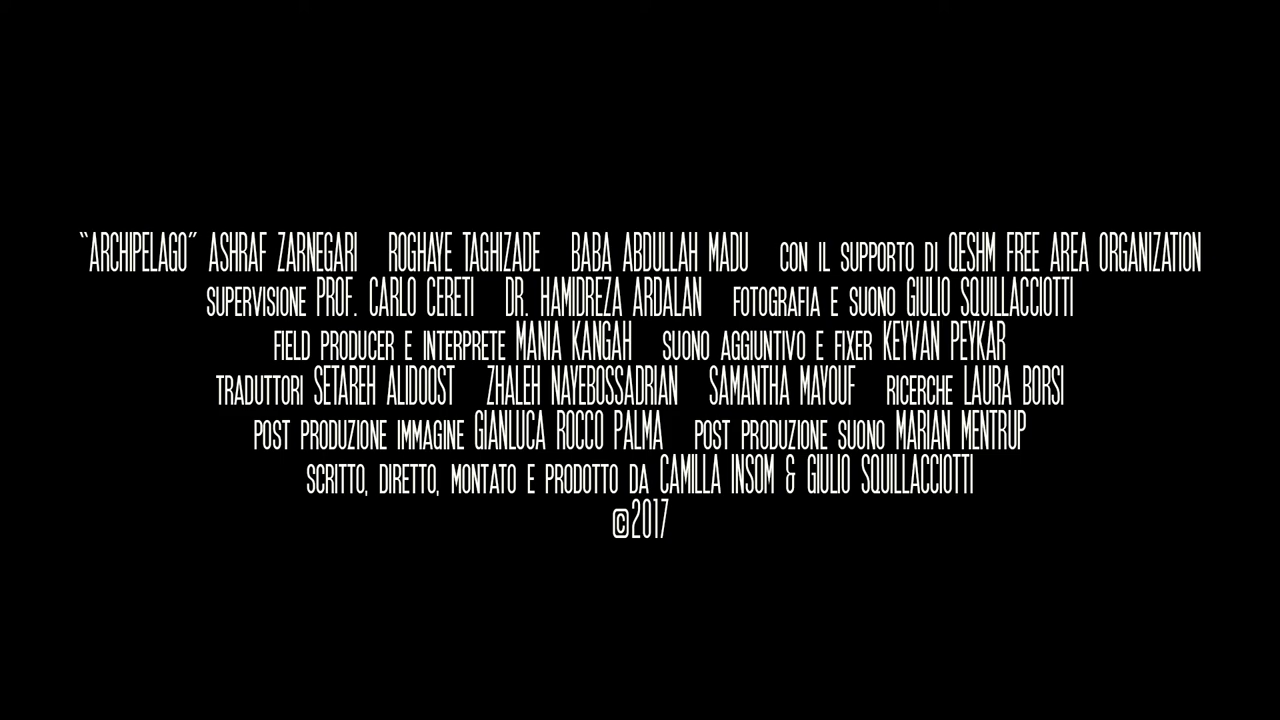 “ARCHIPELAGO” ASHRAF ZARNEGARI ROGHAYE TAGHIZADE BABA ABDULLAH MADU CON IL SUPPORTO DI QESHM FREE AREA ORGANIZATION
SUPERVISIONE PROF. CARLO CERETI DR. HAMIDREZA ARDALAN FOTOGRAFIA E SUONO GIULIO SQUILLACCIOTTI
FIELD PRODUCER E INTERPRETE MANIA KANGAH SUONO AGGIUNTIVO E FIXER KEYVAN PEYKAR
TRADUTTORI SETAREH ALIDOOST ZHALEH NAYEBOSSADRIAN SAMANTHA MAYOUF RICERCHE LAURA BORSI
POST PRODUZIONE IMMAGINE GIANLUCA ROCCO PALMA POST PRODUZIONE SUONO MARIAN MENTRUP
SCRITTO, DIRETTO, MONTATO E PRODOTTO DA CAMILLA INSOM & GIULIO SQUILLACCIOTTI
©2017